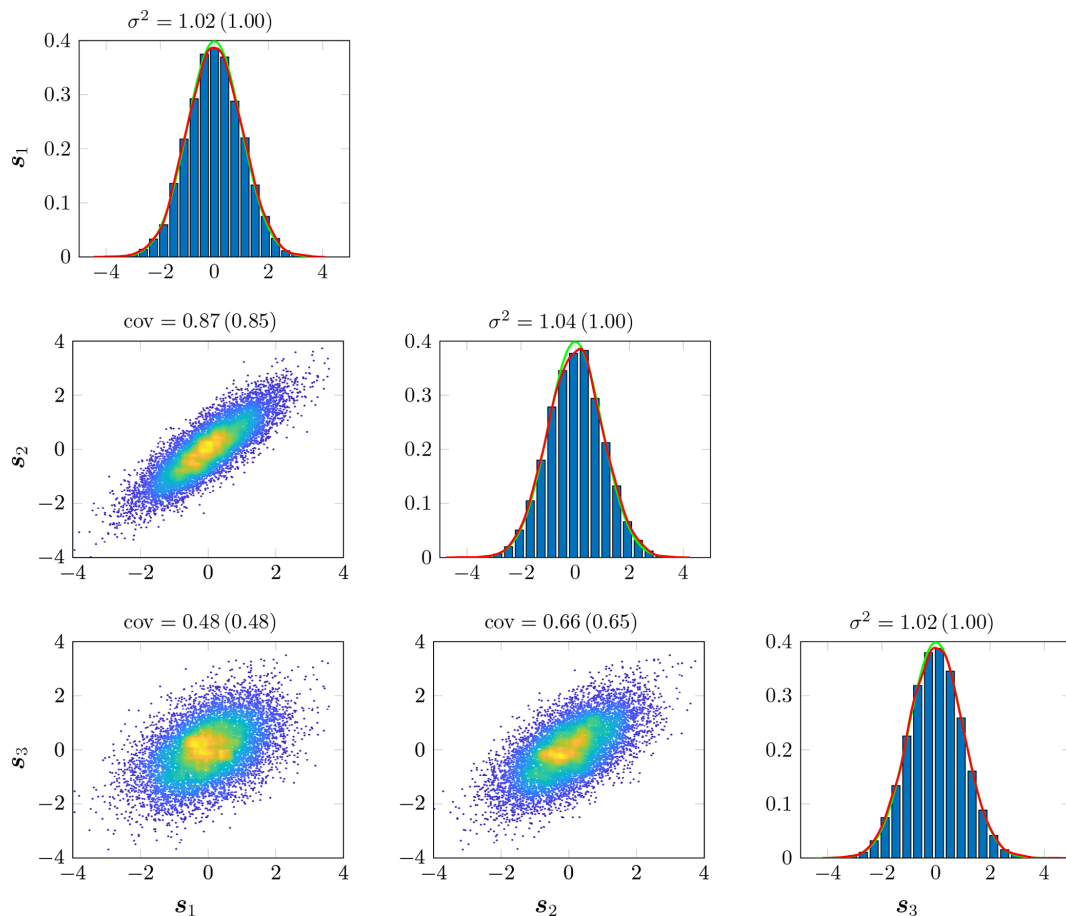 σ² = 1.02 (1.00)
0.4
0.3
0.2
0.1
0
s₁
−4 −2 0 2 4
cov = 0.87 (0.85)
4
2
0
−2
−4
s₂
−4 −2 0 2 4
σ² = 1.04 (1.00)
0.4
0.3
0.2
0.1
0
−4 −2 0 2 4
cov = 0.48 (0.48)
4
2
0
−2
−4
s₃
−4 −2 0 2 4
s₁
cov = 0.66 (0.65)
4
2
0
−2
−4
−4 −2 0 2 4
s₂
σ² = 1.02 (1.00)
0.4
0.3
0.2
0.1
0
−4 −2 0 2 4
s₃